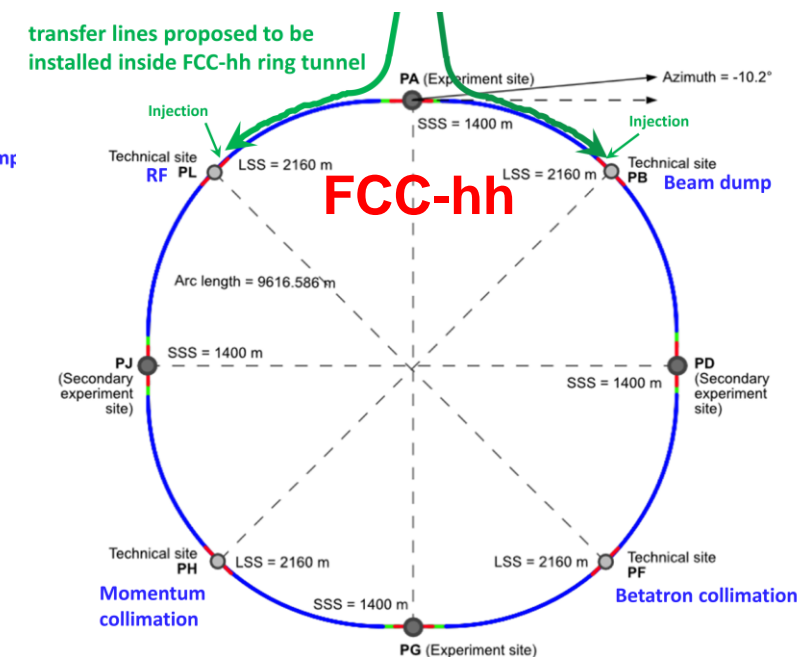 transfer lines proposed to be
installed inside FCC-hh ring tunnel
PA (Experiment site)
Azimuth = -10.2°
Injection
SSS = 1400 m
Injection
Technical site
PL
RF
LSS = 2160 m
LSS = 2160 m
Technical site
PB
Beam dump
FCC-hh
Arc length = 9616.586 m
SSS = 1400 m
PJ
(Secondary
experiment
site)
PD
(Secondary
experiment
site)
SSS = 1400 m
Technical site
PH
LSS = 2160 m
LSS = 2160 m
Technical site
PF
Momentum
collimation
Betatron collimation
SSS = 1400 m
PG (Experiment site)